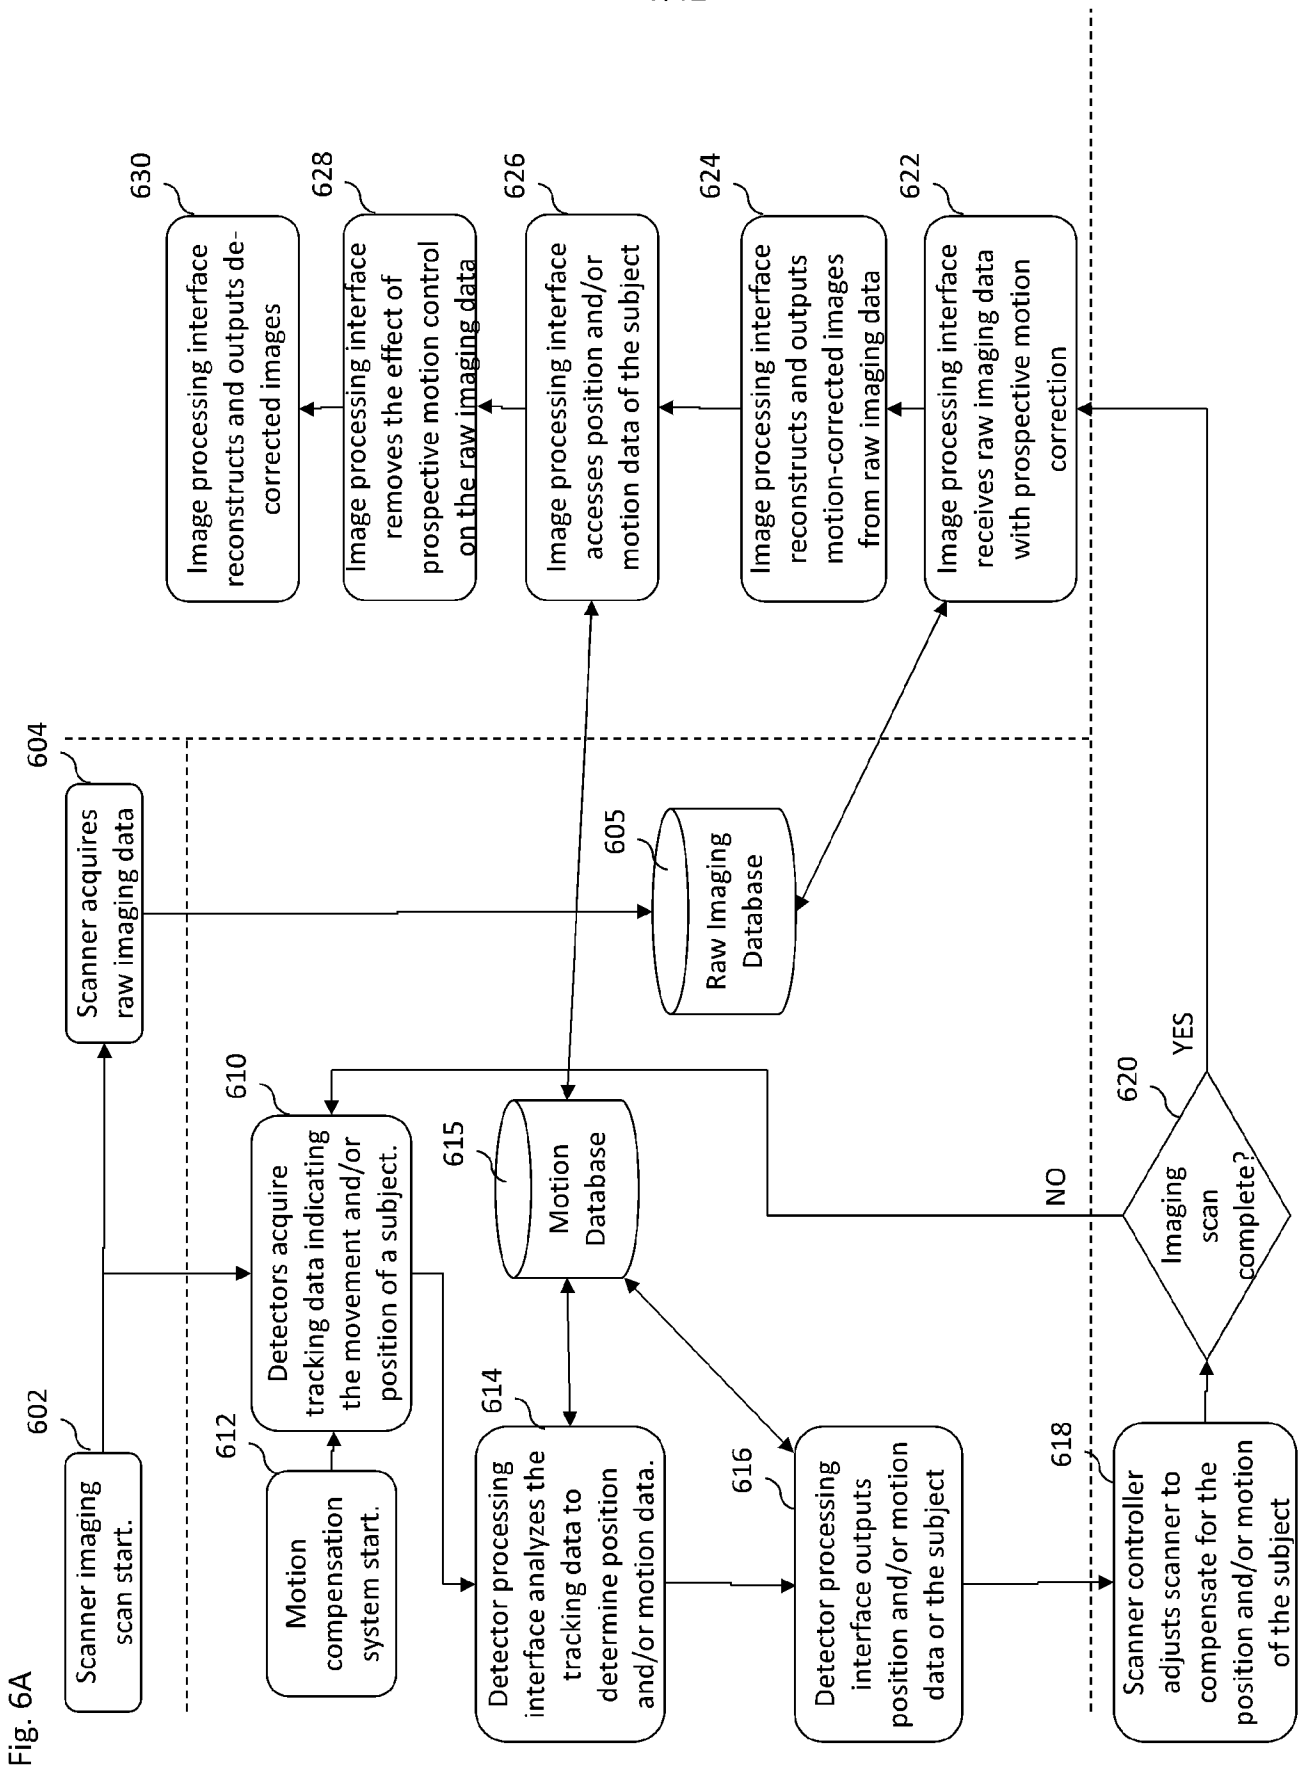 Fig. 6A
602
Scanner imaging
scan start.
604
Scanner acquires
raw imaging data
612
Motion
compensation
system start.
610
Detectors acquire
tracking data indicating
the movement and/or
position of a subject.
614
Detector processing
interface analyzes the
tracking data to
determine position
and/or motion data.
615
Motion
Database
605
Raw Imaging
Database
616
Detector processing
interface outputs
position and/or motion
data or the subject
618
Scanner controller
adjusts scanner to
compensate for the
position and/or motion
of the subject
620
Imaging
scan
complete?
NO
YES
622
Image processing interface
receives raw imaging data
with prospective motion
correction
624
Image processing interface
reconstructs and outputs
motion-corrected images
from raw imaging data
626
Image processing interface
accesses position and/or
motion data of the subject
628
Image processing interface
removes the effect of
prospective motion control
on the raw imaging data
630
Image processing interface
reconstructs and outputs de-
corrected images